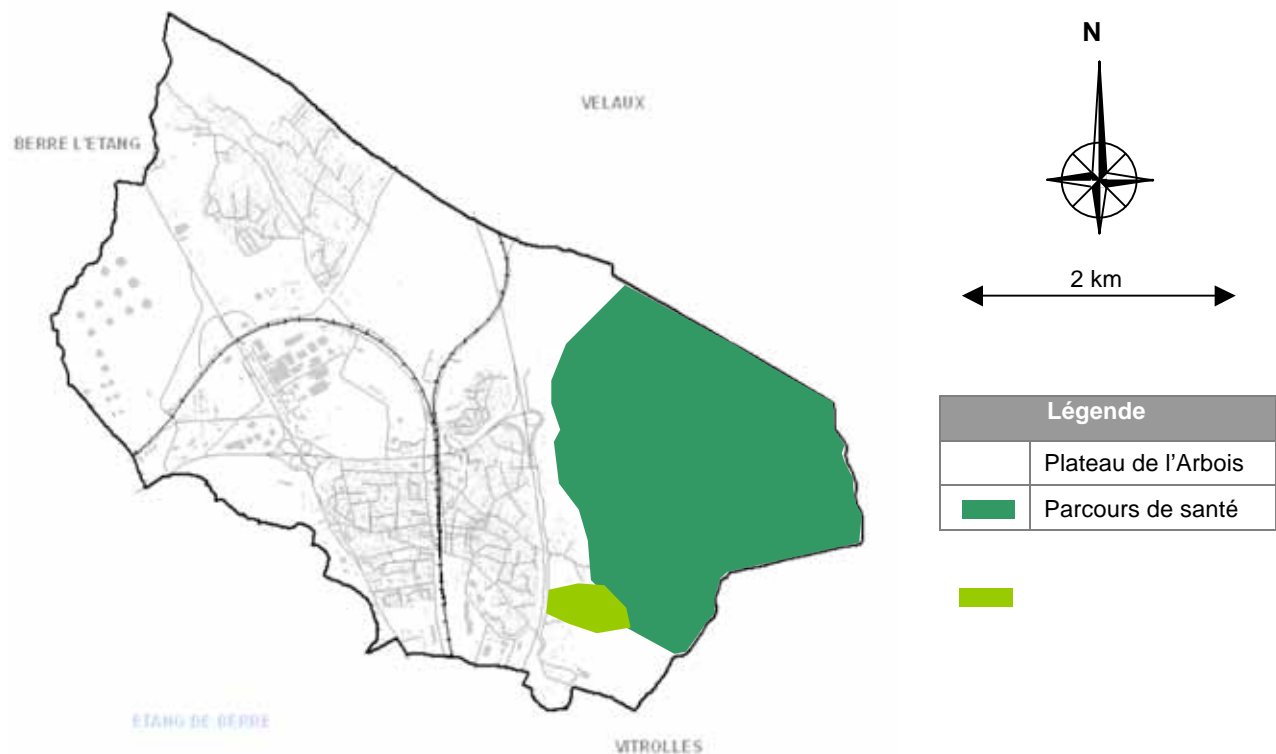 N
VELAUX
BERRE L'ETANG
2 km
Légende
Plateau de l'Arbois
Parcours de santé
ETANG DE BERRE
VITROLLES